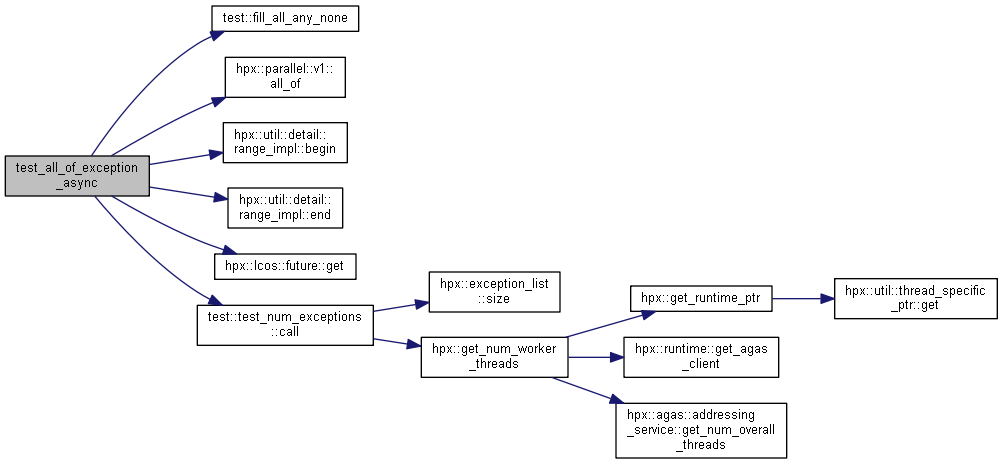 test::fill_all_any_none
hpx::parallel::v1::
all_of
hpx::util::detail::
range_impl::begin
test_all_of_exception
_async
hpx::util::detail::
range_impl::end
hpx::lcos::future::get
test::test_num_exceptions
::call
hpx::exception_list
::size
hpx::get_num_worker
_threads
hpx::get_runtime_ptr
hpx::util::thread_specific
_ptr::get
hpx::runtime::get_agas
_client
hpx::agas::addressing
_service::get_num_overall
_threads